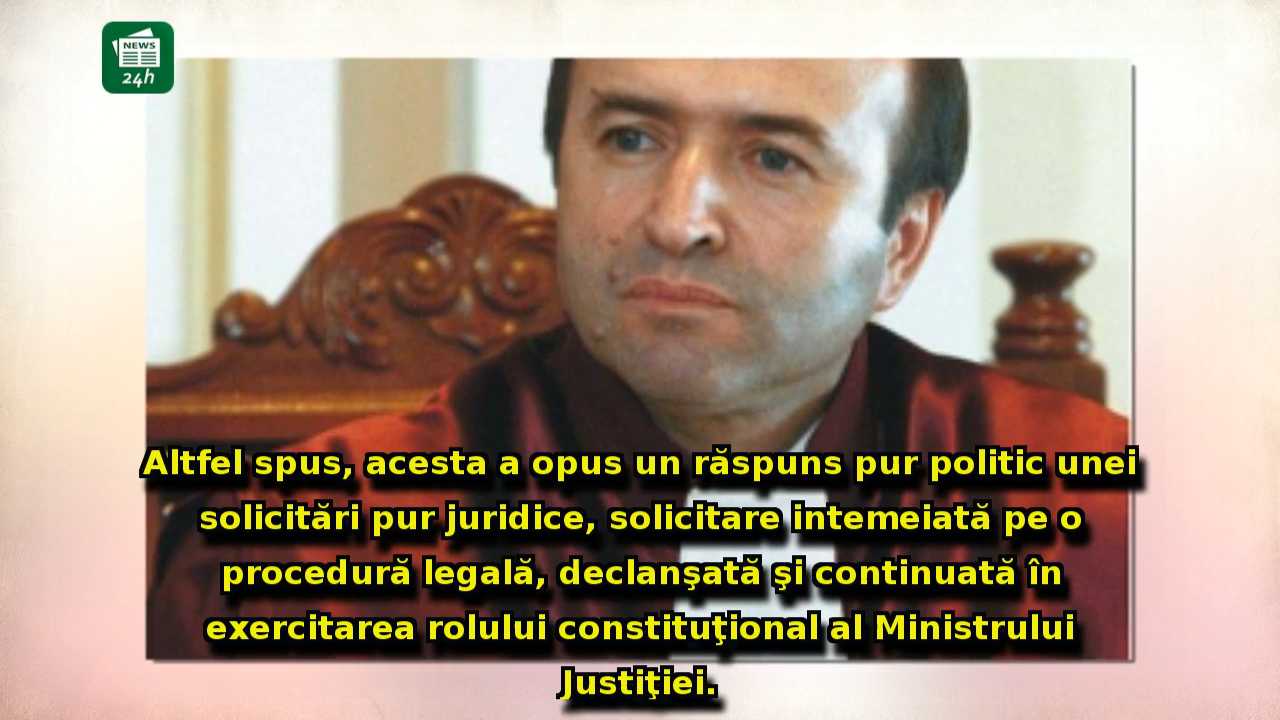 NEWS
24h
Altfel spus, acesta a opus un răspuns pur politic unei
solicitări pur juridice, solicitare intemeiată pe o
procedură legală, declanşată şi continuată în
exercitarea rolului constituţional al Ministrului
Justiţiei.